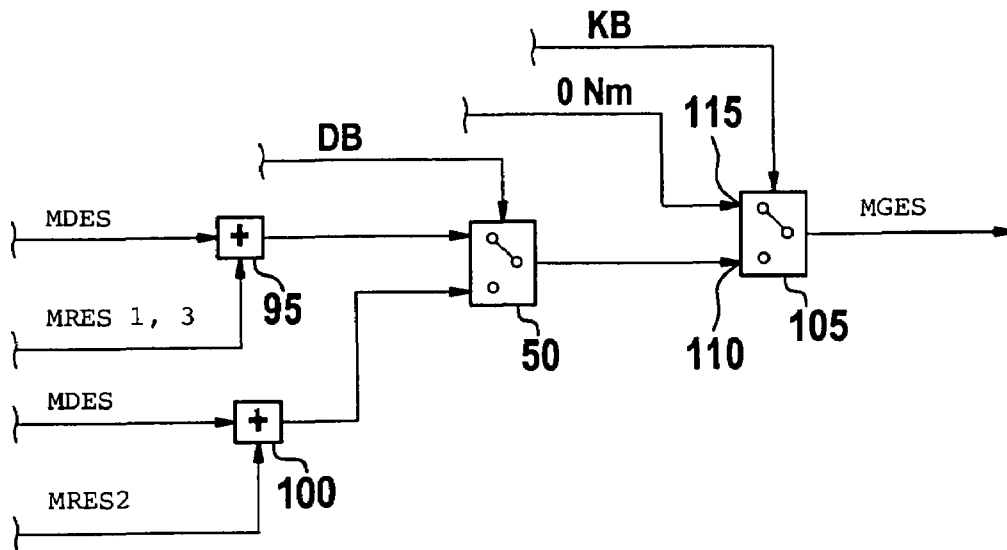 KB
0 Nm
115
DB
MDES
+
MGES
95
MRES 1, 3
50
110
105
MDES
+
100
MRES2